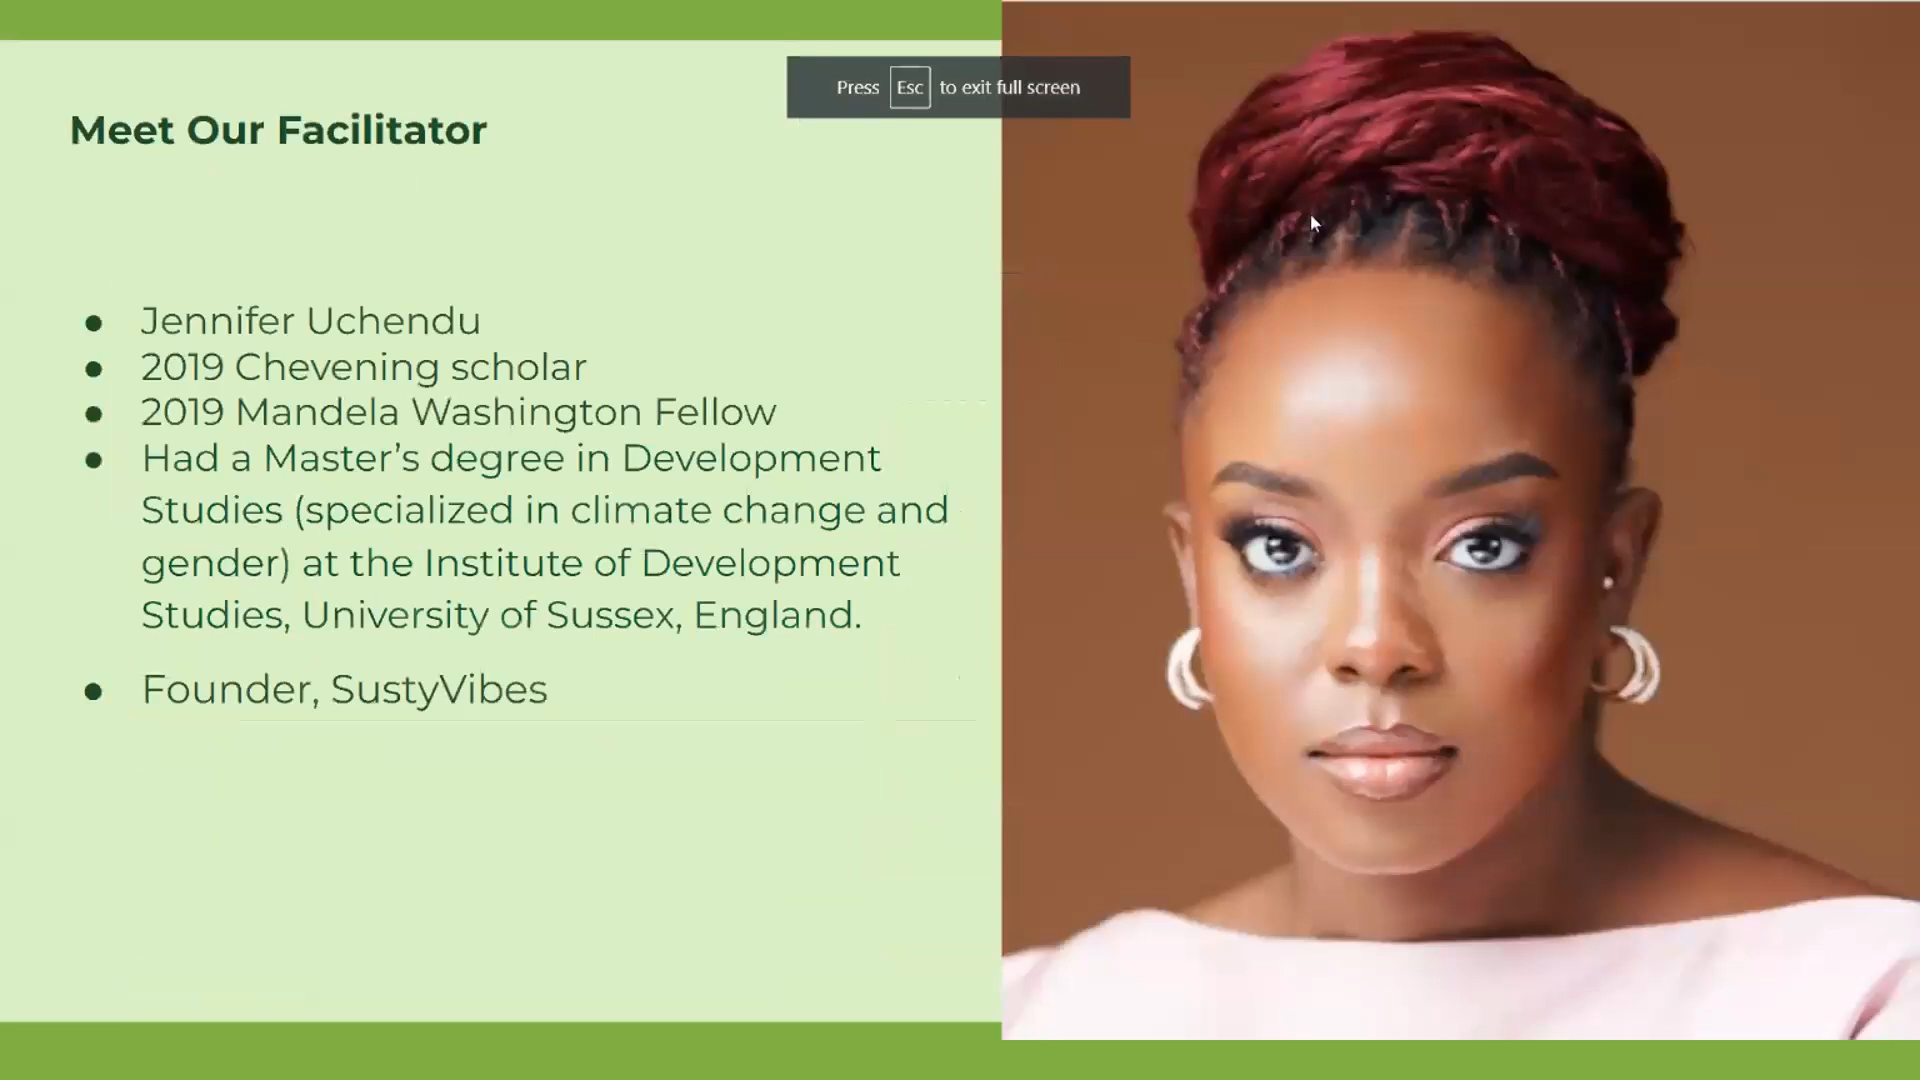 Press Esc to exit full screen
Meet Our Facilitator
● Jennifer Uchendu
● 2019 Chevening scholar
● 2019 Mandela Washington Fellow
● Had a Master’s degree in Development
Studies (specialized in climate change and
gender) at the Institute of Development
Studies, University of Sussex, England.
● Founder, SustyVibes